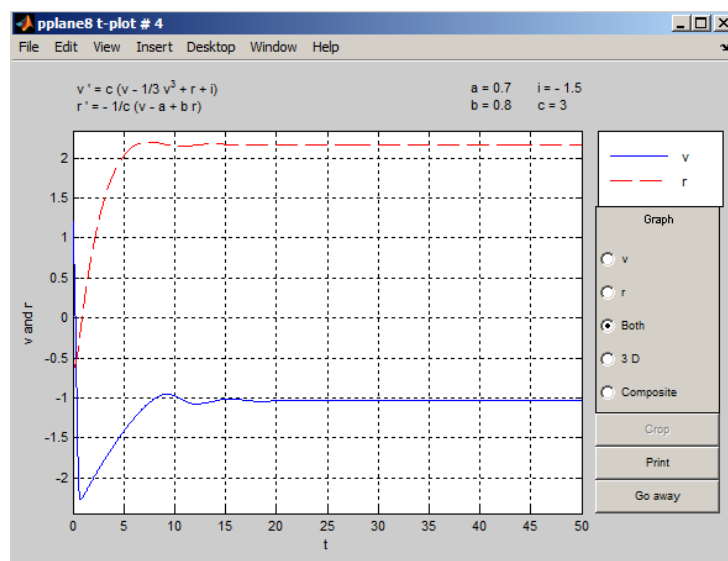 pplane8 t-plot # 4
File Edit View Insert Desktop Window Help
v ' = c (v - 1/3 v³ + r + i)
r ' = - 1/c (v - a + b r)
a = 0.7 i = - 1.5
b = 0.8 c = 3
v and r
2
1.5
1
0.5
0
-0.5
-1
-1.5
-2
0 5 10 15 20 25 30 35 40 45 50
t
v
r
Graph
v
r
Both
3 D
Composite
Crop
Print
Go away